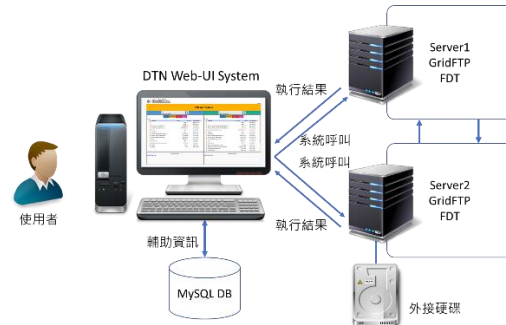 DTN Web-UI System
Server1
GridFTP
FDT
執行結果
系統呼叫
系統呼叫
Server2
GridFTP
FDT
執行結果
使用者
輔助資訊
MySQL DB
外接硬碟